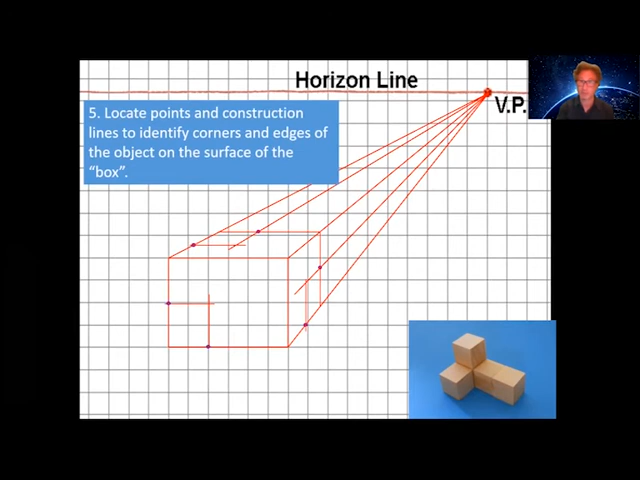 Horizon Line
V.P.
5. Locate points and construction
lines to identify corners and edges of
the object on the surface of the
“box”.